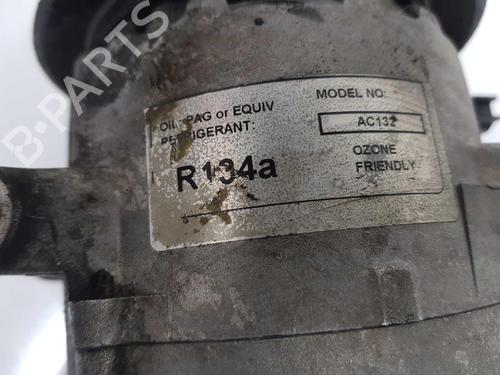 OIL: PAG or EQUIV
REFRIGERANT:
R134a
MODEL NO:
AC132
OZONE
FRIENDLY
B-PARTS